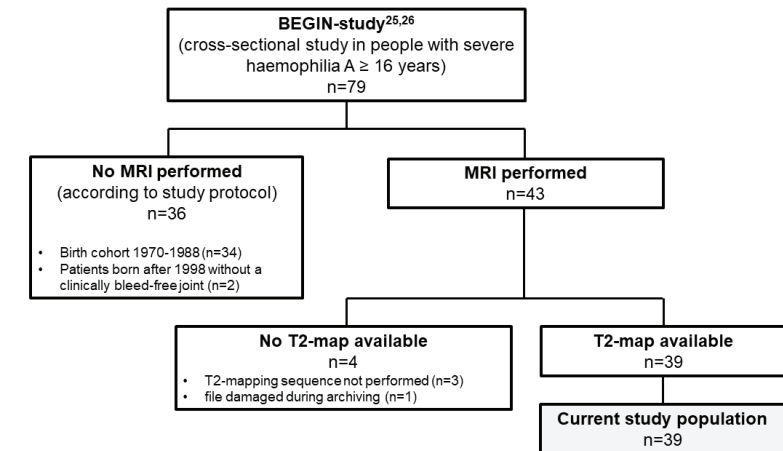 BEGIN-study25,26
(cross-sectional study in people with severe
haemophilia A ≥ 16 years)
n=79
No MRI performed
(according to study protocol)
n=36
• Birth cohort 1970-1988 (n=34)
• Patients born after 1998 without a
clinically bleed-free joint (n=2)
MRI performed
n=43
No T2-map available
n=4
• T2-mapping sequence not performed (n=3)
• file damaged during archiving (n=1)
T2-map available
n=39
Current study population
n=39